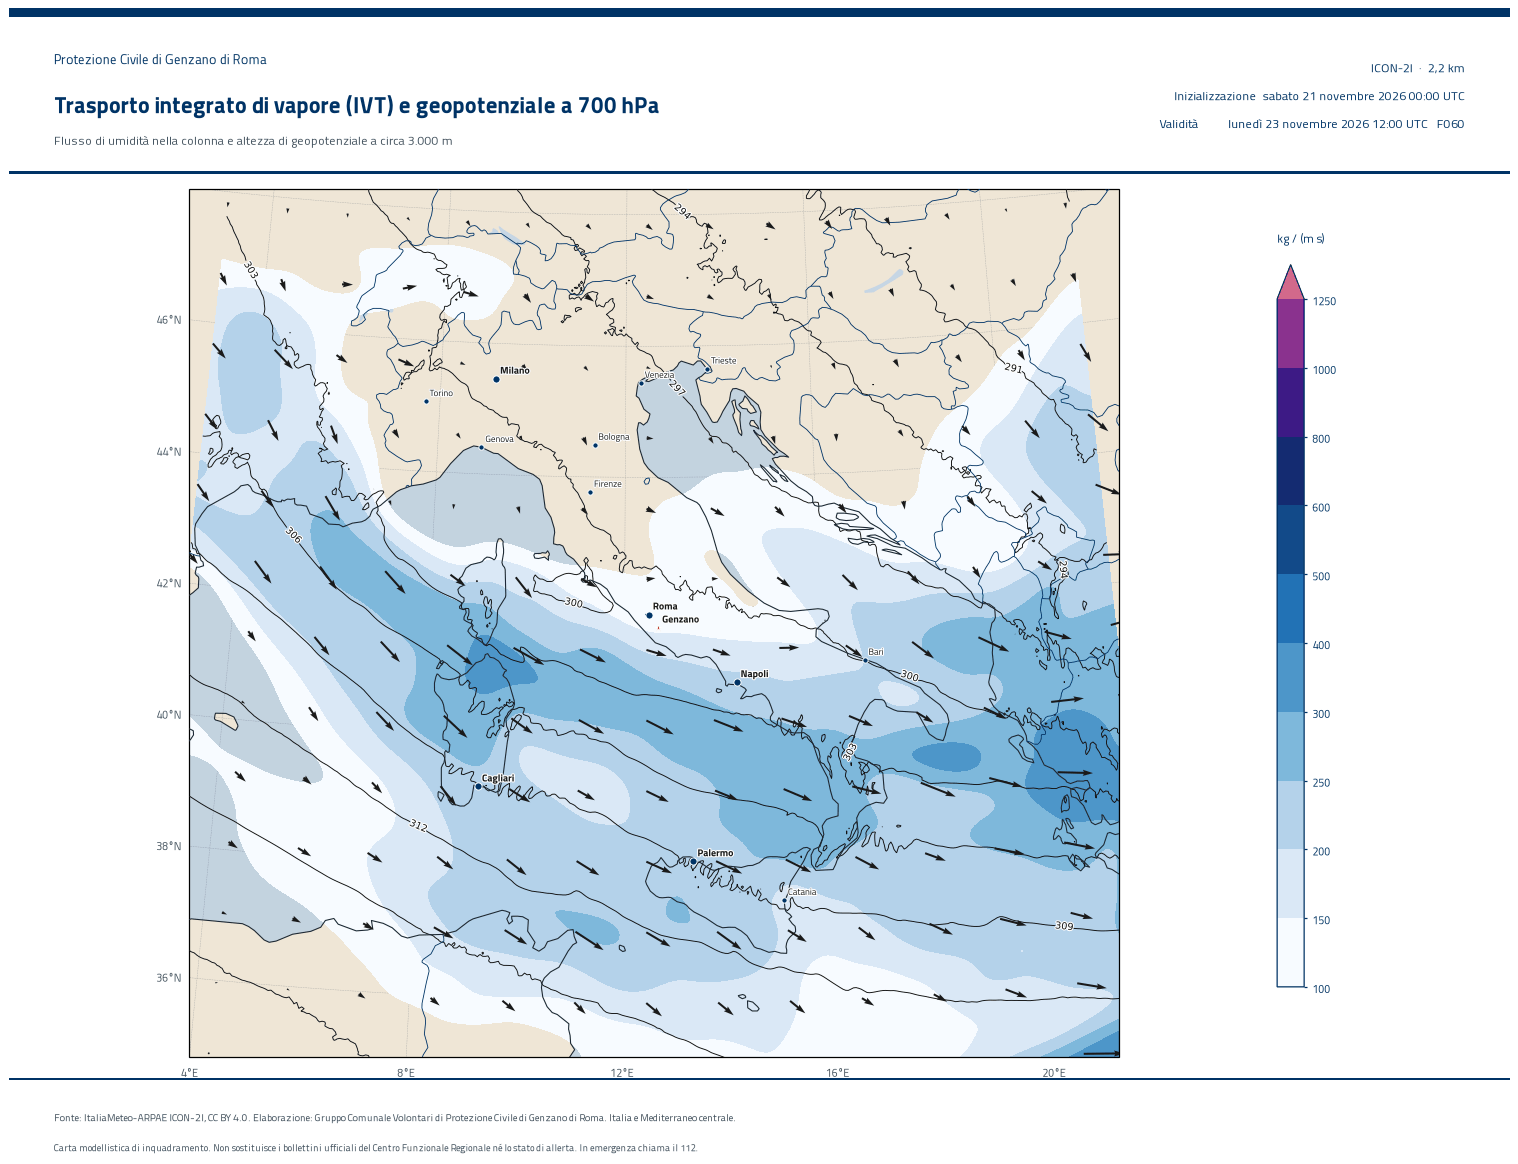 Protezione Civile di Genzano di Roma
Trasporto integrato di vapore (IVT) e geopotenziale a 700 hPa
Flusso di umidità nella colonna e altezza di geopotenziale a circa 3.000 m
ICON-2I · 2,2 km
Inizializzazione sabato 21 novembre 2026 00:00 UTC
Validità lunedì 23 novembre 2026 12:00 UTC F060
kg / (m s)
1250
1000
800
600
500
400
300
250
200
150
100
46°N
44°N
42°N
40°N
38°N
36°N
4°E
8°E
12°E
16°E
20°E
294
303
291
297
Trieste
Venezia
Milano
Torino
Genova
Bologna
Firenze
306
294
300
Roma
Genzano
Bari
Napoli
300
303
Cagliari
312
Palermo
Catania
309
Fonte: ItaliaMeteo-ARPAE ICON-2I, CC BY 4.0. Elaborazione: Gruppo Comunale Volontari di Protezione Civile di Genzano di Roma. Italia e Mediterraneo centrale.
Carta modellistica di inquadramento. Non sostituisce i bollettini ufficiali del Centro Funzionale Regionale né lo stato di allerta. In emergenza chiama il 112.